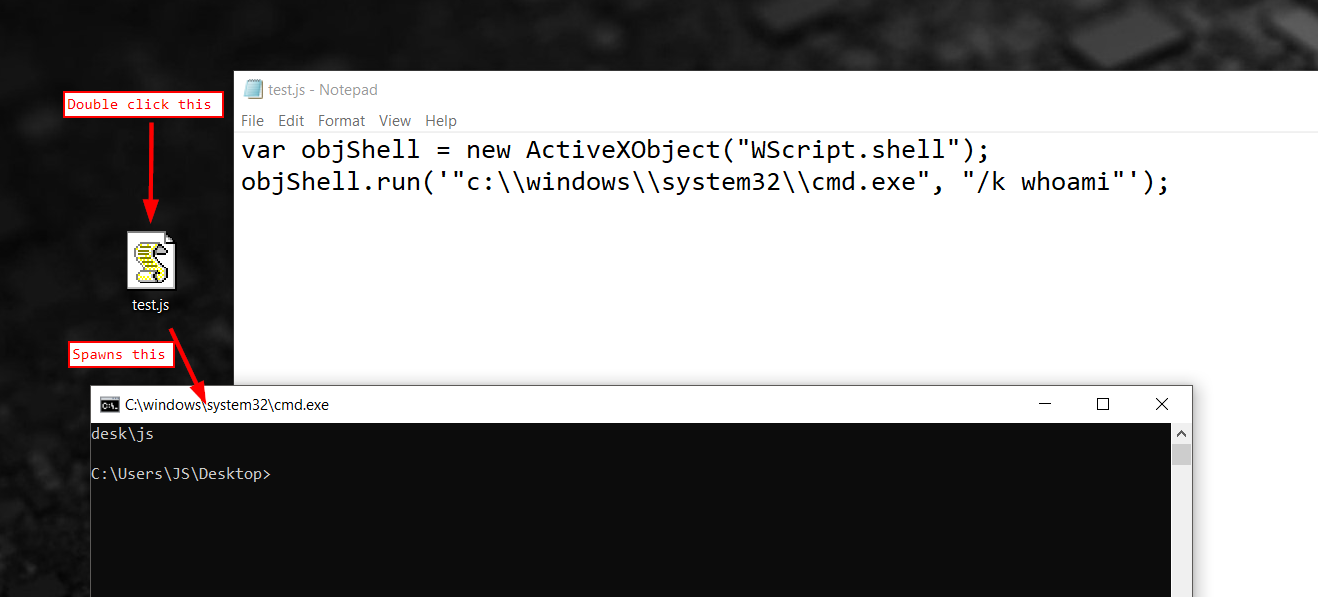 Double click this
test.js
Spawns this
test.js - Notepad
File Edit Format View Help
var objShell = new ActiveXObject("WScript.shell");
objShell.run('"c:\\windows\\system32\\cmd.exe", "/k whoami"');
C:\windows\system32\cmd.exe
desk\js
C:\Users\JS\Desktop>